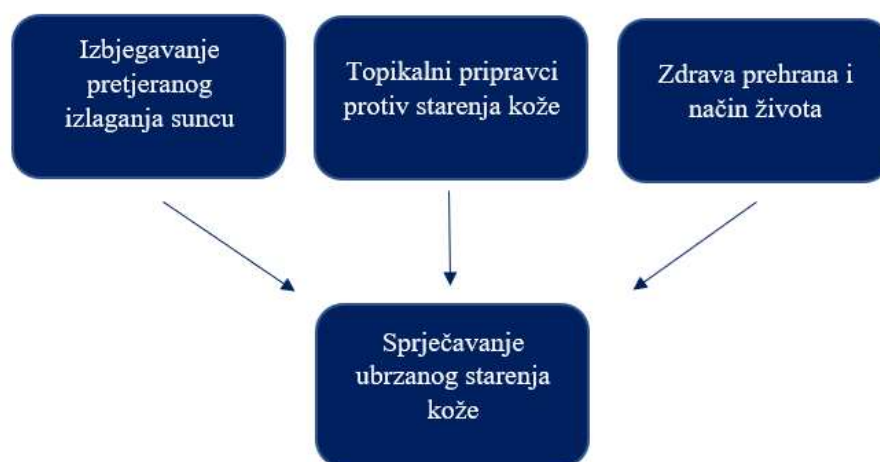 Izbjegavanje
pretjeranog
izlaganja suncu
Topikalni pripravci
protiv starenja kože
Zdrava prehrana i
način života
Sprječavanje
ubrzanog starenja
kože